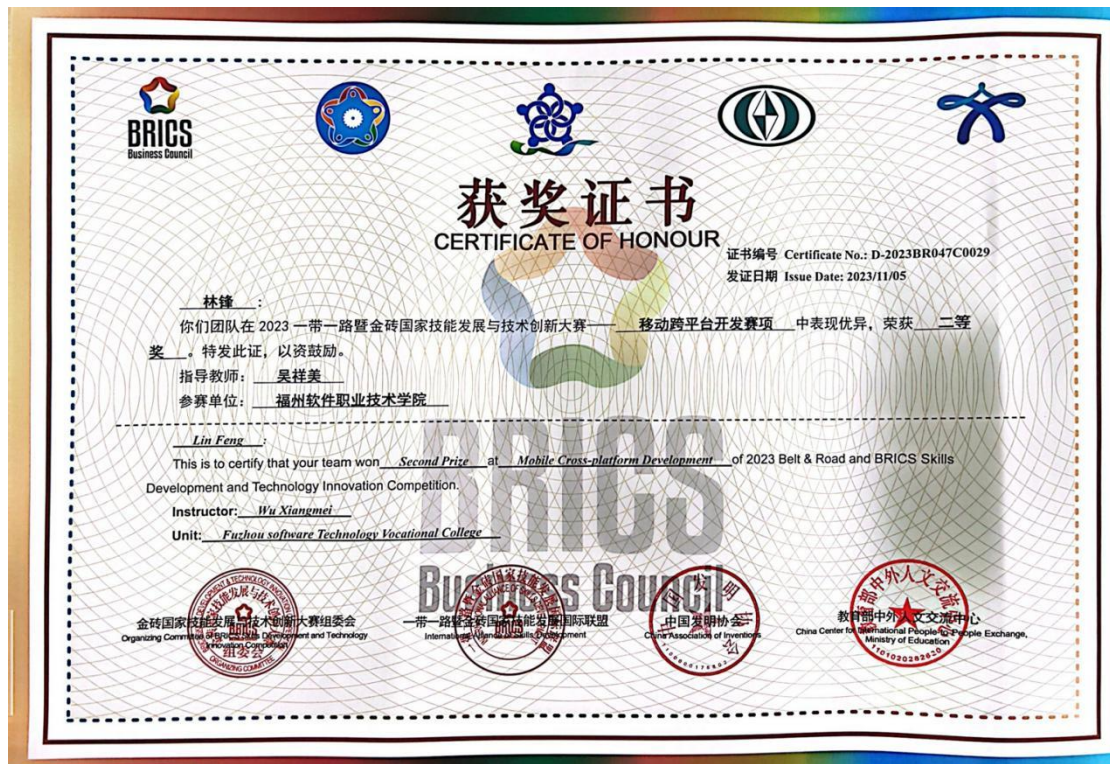 BRICS
Business Council
获奖证书
CERTIFICATE OF HONOUR
证书编号 Certificate No.: D-2023BR047C0029
发证日期 Issue Date: 2023/11/05
林锋：
你们团队在 2023 一带一路暨金砖国家技能发展与技术创新大赛——移动跨平台开发赛项 中表现优异，荣获 二等
奖 。特发此证，以资鼓励。
指导教师： 吴祥美
参赛单位： 福州软件职业技术学院
Lin Feng :
This is to certify that your team won Second Prize at Mobile Cross-platform Development of 2023 Belt & Road and BRICS Skills
Development and Technology Innovation Competition.
Instructor: Wu Xiangmei
Unit: Fuzhou software Technology Vocational College
BRICS
Business Council
金砖国家技能发展与技术创新大赛组委会
Organizing Committee of BRICS Skills Development and Technology
Innovation Competition
一带一路暨金砖国家技能发展国际联盟
International Alliance of Skills Development
中国发明协会
China Association of Inventions
教育部中外人文交流中心
China Center for International People-to-People Exchange,
Ministry of Education
组委会
ORGANIZING COMMITTEE
1101020262620